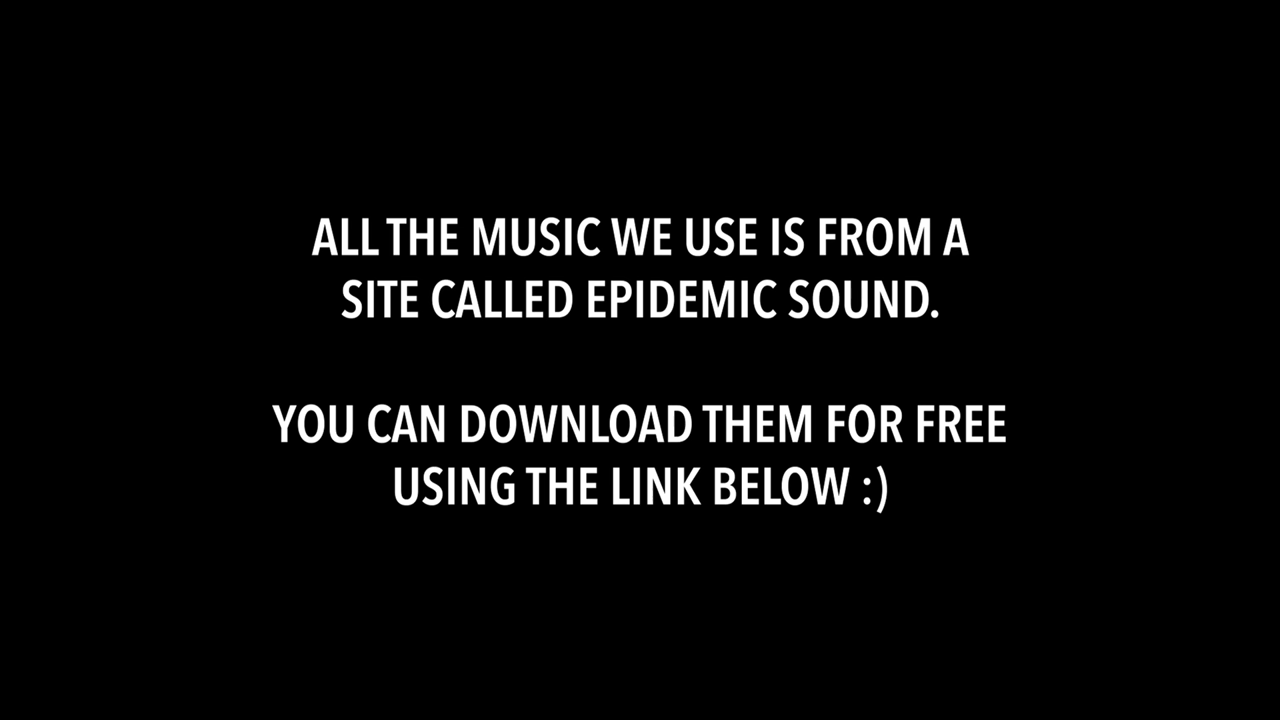 ALL THE MUSIC WE USE IS FROM A
SITE CALLED EPIDEMIC SOUND.
YOU CAN DOWNLOAD THEM FOR FREE
USING THE LINK BELOW :)